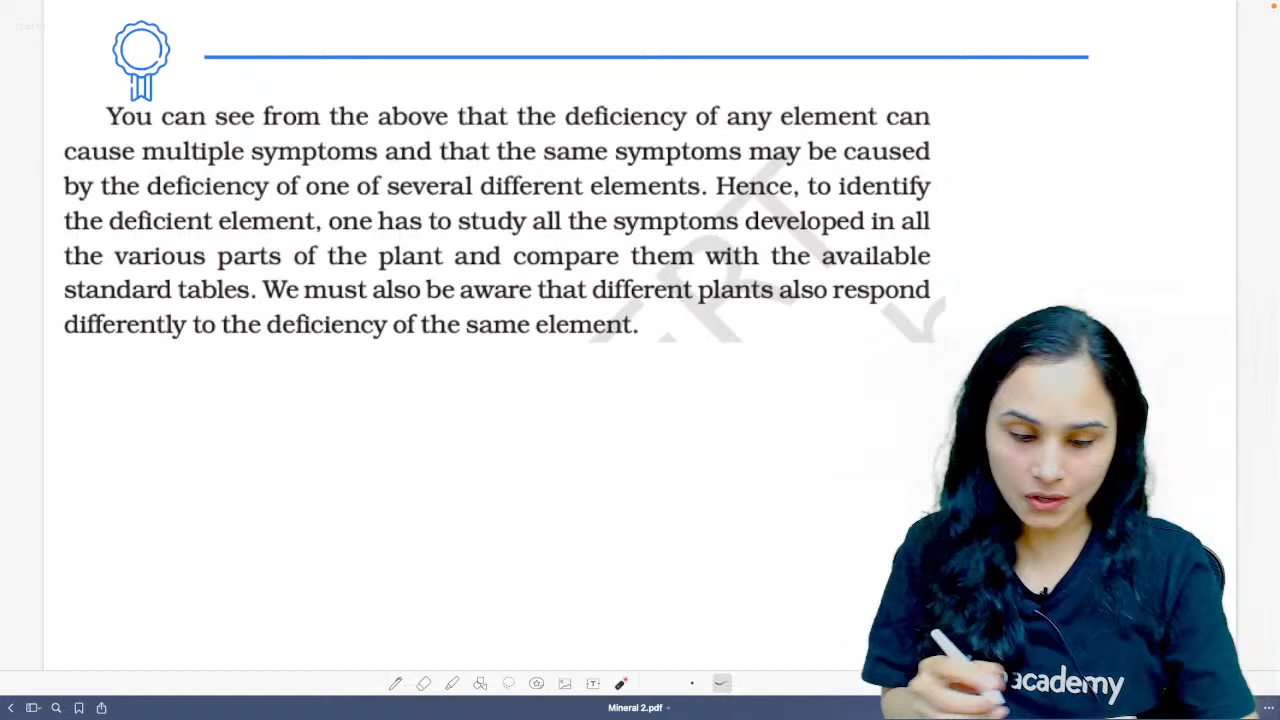 You can see from the above that the deficiency of any element can
cause multiple symptoms and that the same symptoms may be caused
by the deficiency of one of several different elements. Hence, to identify
the deficient element, one has to study all the symptoms developed in all
the various parts of the plant and compare them with the available
standard tables. We must also be aware that different plants also respond
differently to the deficiency of the same element.
academy
Mineral 2.pdf